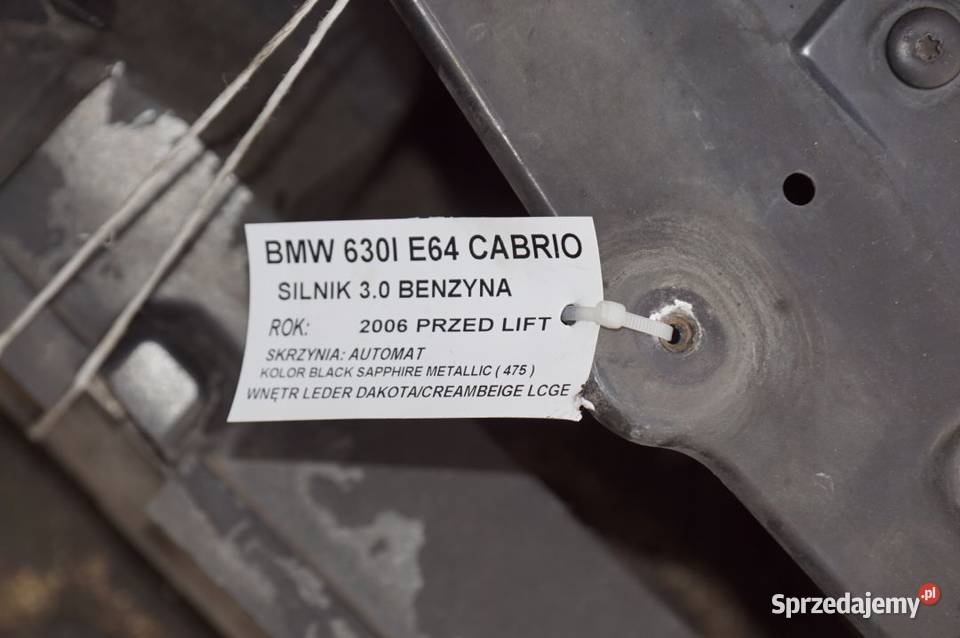 BMW 630I E64 CABRIO
SILNIK 3.0 BENZYNA
ROK: 2006 PRZED LIFT
SKRZYNIA: AUTOMAT
KOLOR BLACK SAPPHIRE METALLIC ( 475 )
WNĘTR LEDER DAKOTA/CREAMBEIGE LCGE
Sprzedajemy.pl